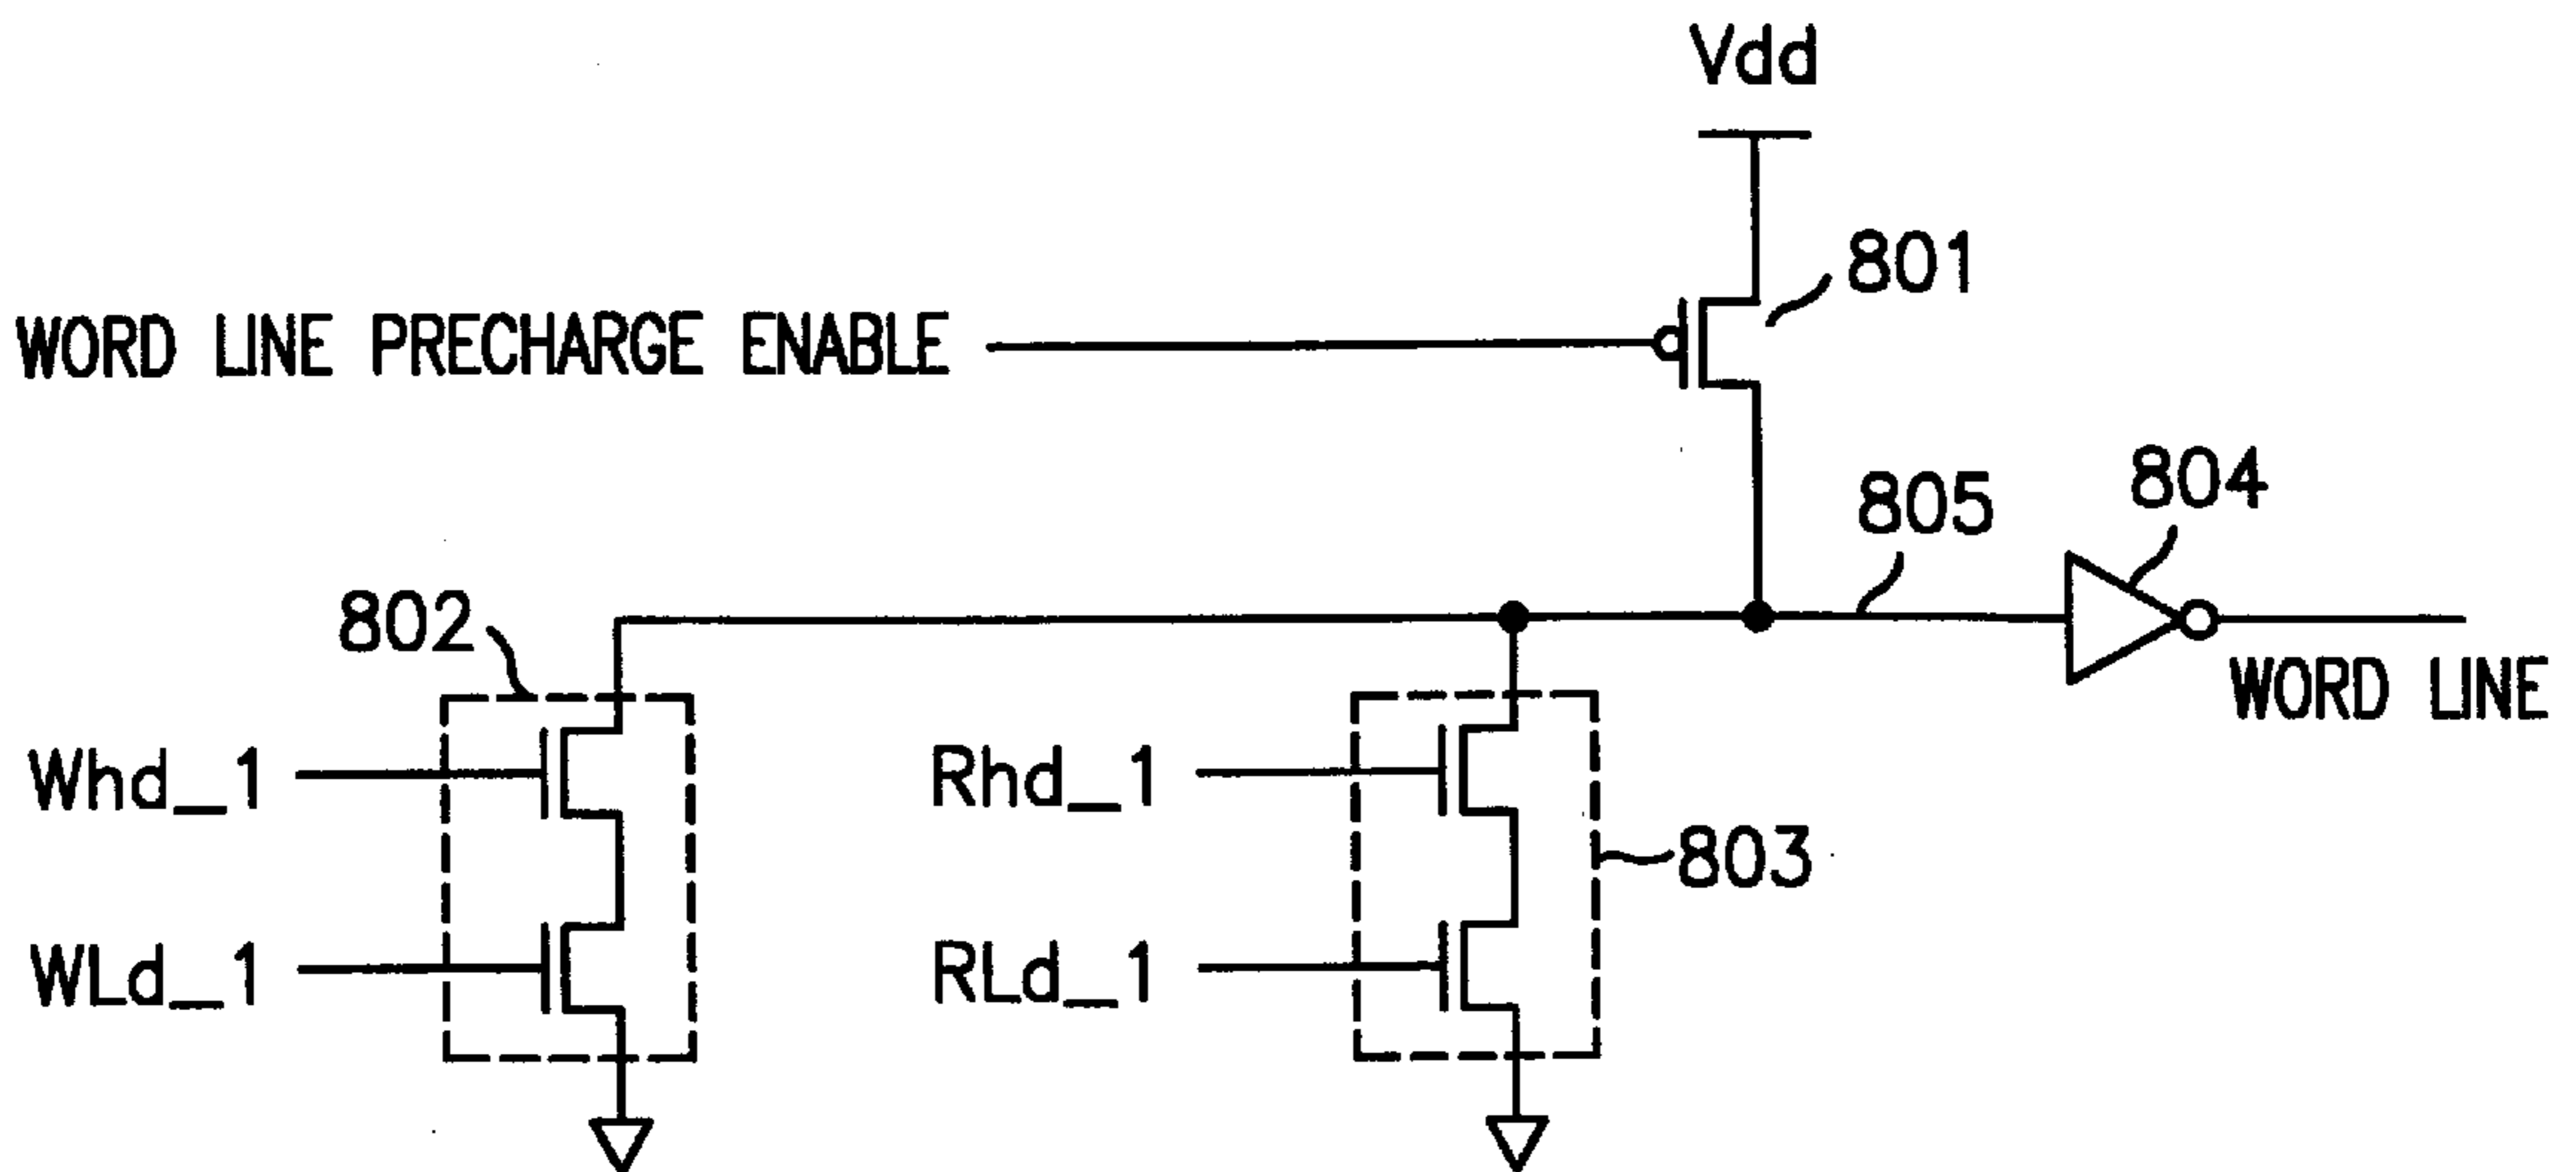 Vdd
801
WORD LINE PRECHARGE ENABLE
805
804
802
WORD LINE
Whd_1
Rhd_1
803
WLd_1
RLd_1